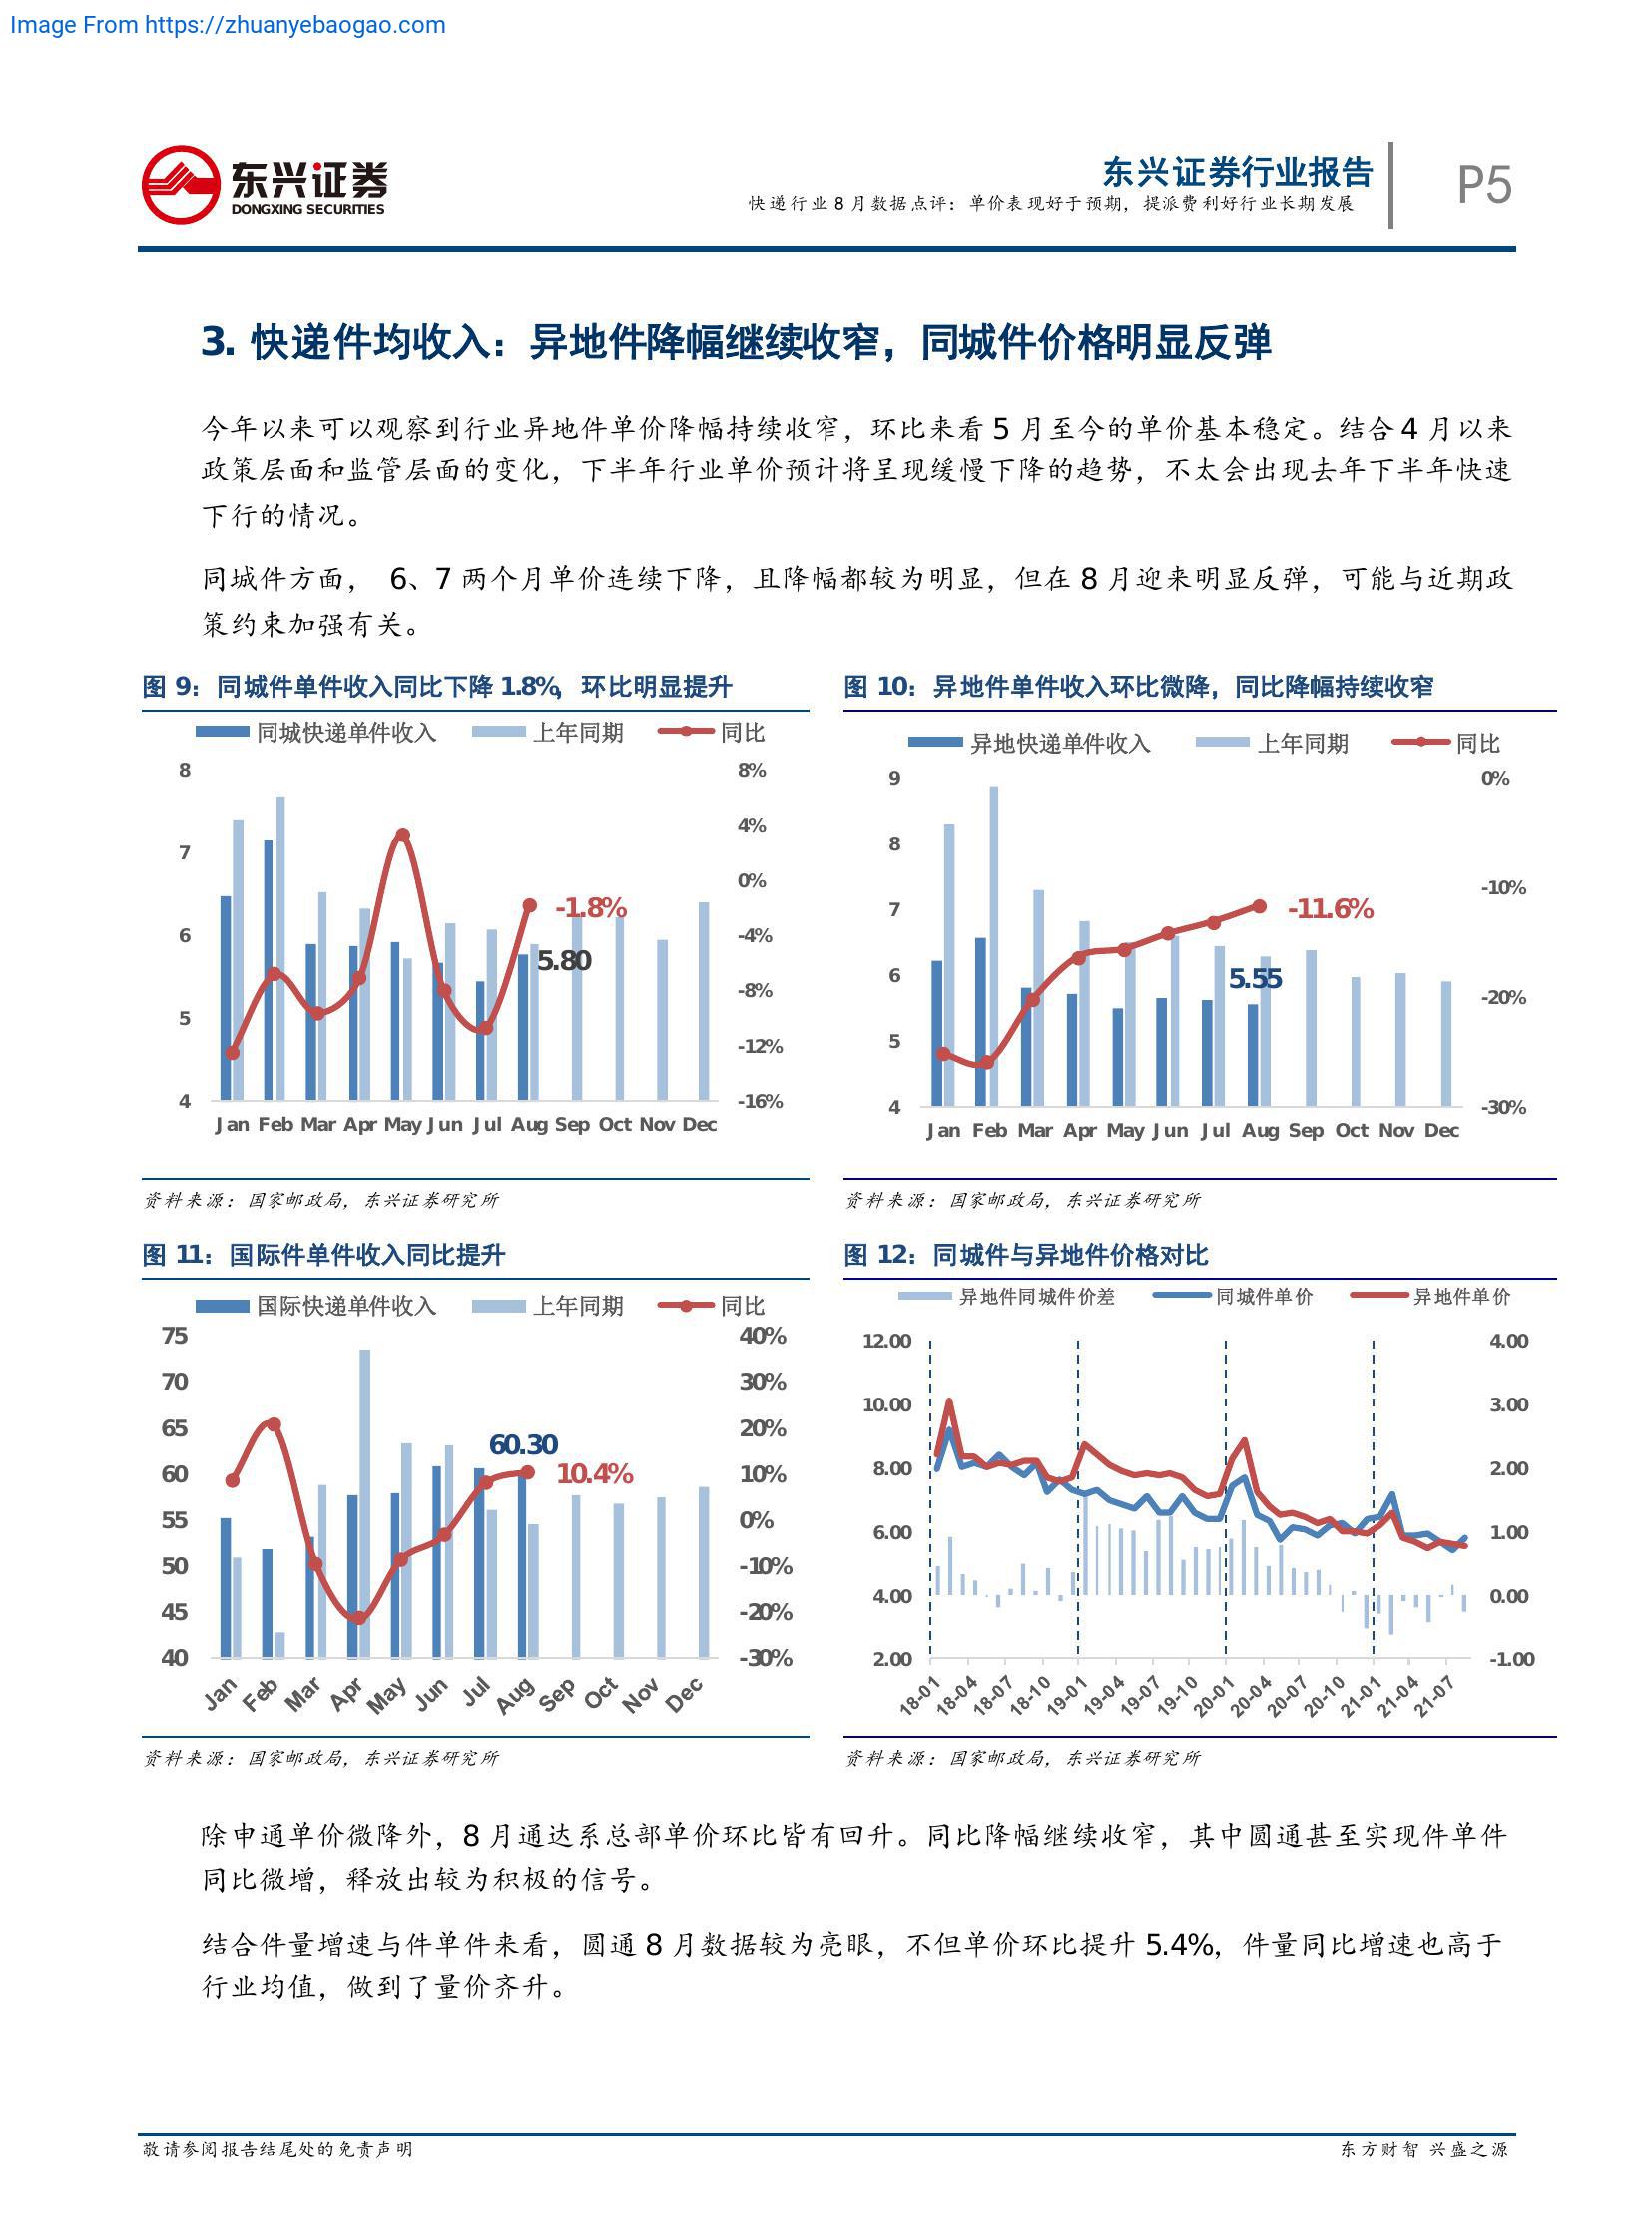 Image From https://zhuanyebaogao.com
东兴证券
DONGXING SECURITIES
东兴证券行业报告
快递行业8月数据点评：单价表现好于预期，提派费利好行业长期发展
P5
3. 快递件均收入：异地件降幅继续收窄，同城件价格明显反弹
今年以来可以观察到行业异地件单价降幅持续收窄，环比来看 5 月至今的单价基本稳定。结合 4 月以来
政策层面和监管层面的变化，下半年行业单价预计将呈现缓慢下降的趋势，不太会出现去年下半年快速
下行的情况。
同城件方面， 6、7 两个月单价连续下降，且降幅都较为明显，但在 8 月迎来明显反弹，可能与近期政
策约束加强有关。
图 9：同城件单件收入同比下降 1.8%，环比明显提升
同城快递单件收入 上年同期 同比
8 8%
4%
7
0%
-1.8%
6 -4%
5.80
-8%
5
-12%
4 -16%
Jan Feb Mar Apr May Jun Jul Aug Sep Oct Nov Dec
资料来源：国家邮政局，东兴证券研究所
图 10：异地件单件收入环比微降，同比降幅持续收窄
异地快递单件收入 上年同期 同比
9 0%
8
-10%
7 -11.6%
6 5.55
-20%
5
4 -30%
Jan Feb Mar Apr May Jun Jul Aug Sep Oct Nov Dec
资料来源：国家邮政局，东兴证券研究所
图 11：国际件单件收入同比提升
国际快递单件收入 上年同期 同比
75 40%
70 30%
65 20%
60.30
60 10.4% 10%
55 0%
50 -10%
45 -20%
40 -30%
Jan Feb Mar Apr May Jun Jul Aug Sep Oct Nov Dec
资料来源：国家邮政局，东兴证券研究所
图 12：同城件与异地件价格对比
异地件同城件价差 同城件单价 异地件单价
12.00 4.00
10.00 3.00
8.00 2.00
6.00 1.00
4.00 0.00
2.00 -1.00
18-01 18-04 18-07 18-10 19-01 19-04 19-07 19-10 20-01 20-04 20-07 20-10 21-01 21-04 21-07
资料来源：国家邮政局，东兴证券研究所
除申通单价微降外，8 月通达系总部单价环比皆有回升。同比降幅继续收窄，其中圆通甚至实现件单件
同比微增，释放出较为积极的信号。
结合件量增速与件单件来看，圆通 8 月数据较为亮眼，不但单价环比提升 5.4%，件量同比增速也高于
行业均值，做到了量价齐升。
敬请参阅报告结尾处的免责声明
东方财智 兴盛之源